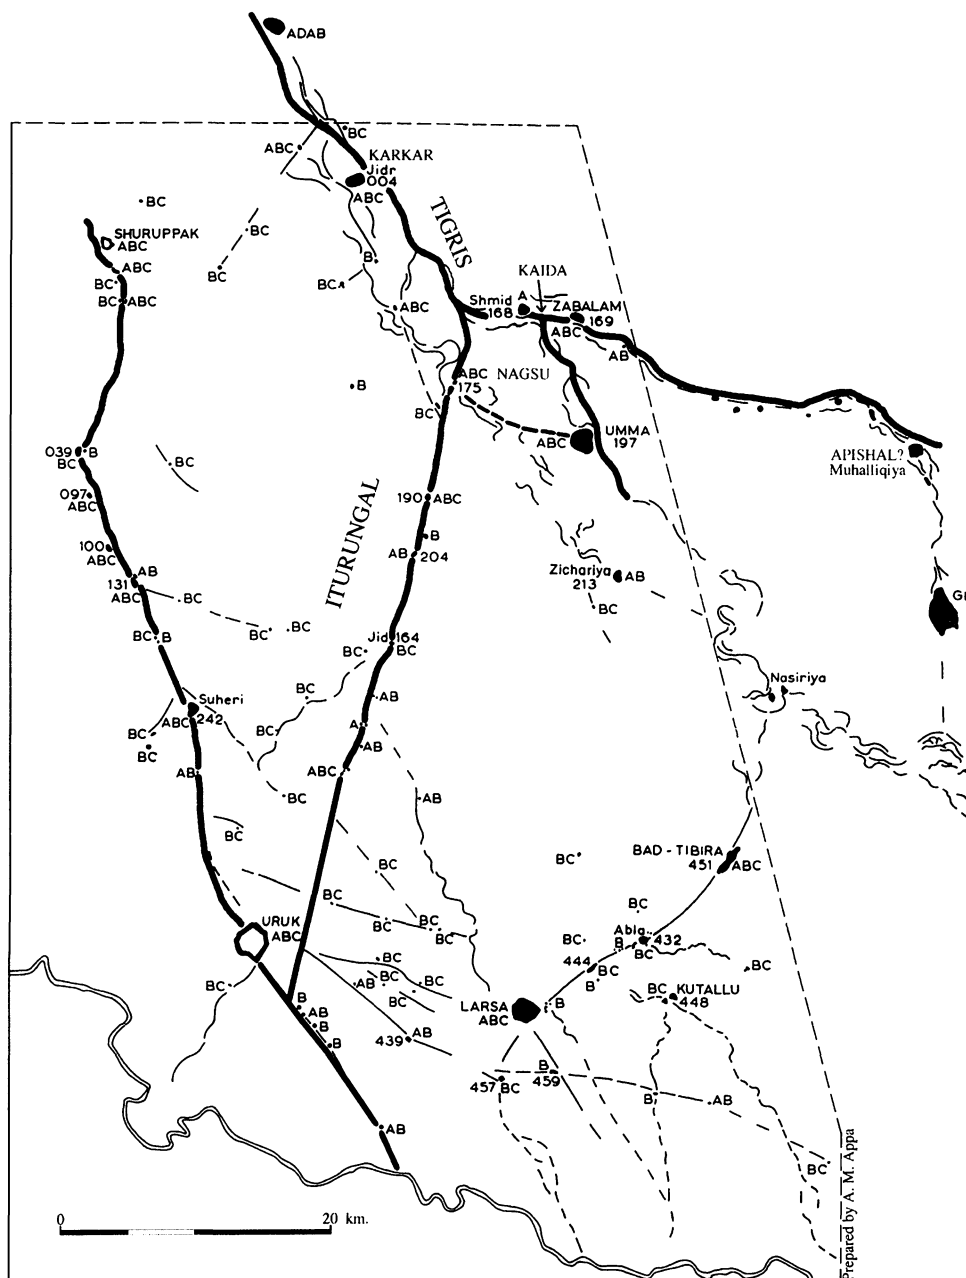 ADAB
BC
ABC
KARKAR
Jidr
004
ABC
BC
TIGRIS
SHURUPPAK
ABC
BC
ABC
BC
BC
ABC
BC
B
BC
ABC
KAIDA
Shmid
168
A
ZABALAM
169
ABC
AB
ABC
175
NAGSU
B
BC
ABC
UMMA
197
APISHAL?
Muhalliqiya
039
B
BC
BC
097
ABC
190
ABC
ITURUNGAL
B
AB
204
100
ABC
AB
131
ABC
BC
Zichariya
213
AB
BC
BC
BC
BC
B
Jid
164
BC
BC
Nasiriya
Suheri
242
ABC
BC
AB
BC
BC
BC
A
AB
AB
ABC
BC
AB
BC
BC
BC
BAD-TIBIRA
451
ABC
BC
BC
URUK
ABC
BC
BC
BC
BC
Abla
432
B
BC
BC
444
BC
B
BC
BC
AB
BC
BC
BC
BC
BC
KUTALLU
448
LARSA
ABC
B
B
AB
B
B
439
AB
457
BC
B
459
B
AB
AB
BC
0
20 km.
Prepared by A. M. Appa